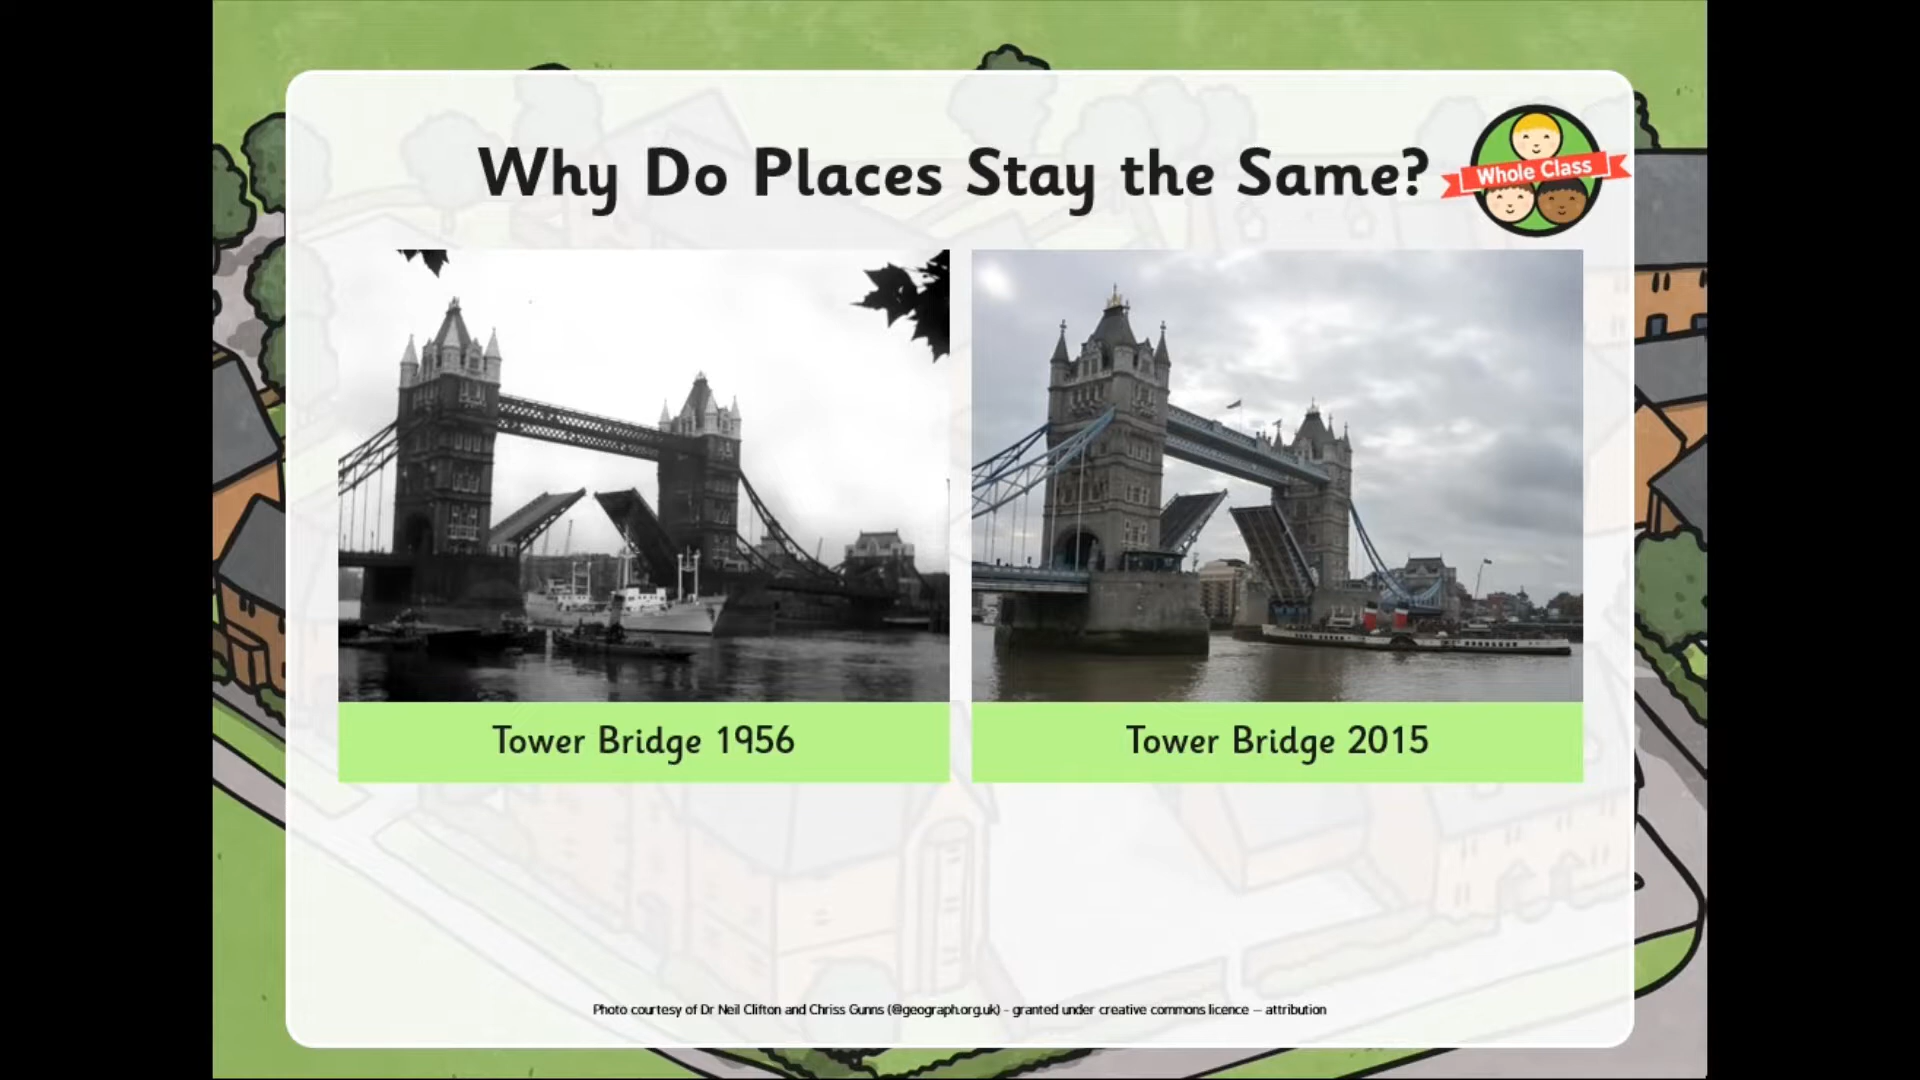 Why Do Places Stay the Same?
Whole Class
Tower Bridge 1956
Tower Bridge 2015
Photo courtesy of Dr Neil Clifton and Chriss Gunns (@geograph.org.uk) - granted under creative commons licence – attribution